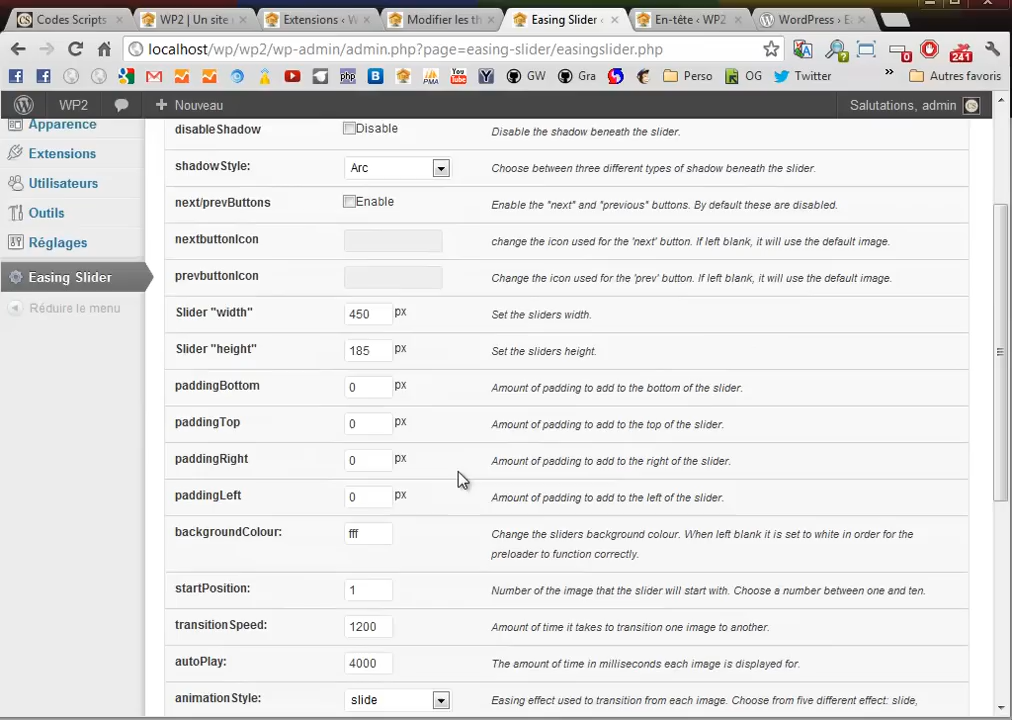 Codes Scripts
WP2 | Un site
Extensions ‹ W
Modifier les th
Easing Slider ‹
En-tête ‹ WP2
WordPress › E
localhost/wp/wp2/wp-admin/admin.php?page=easing-slider/easingslider.php
241
0
php
PMA
You Tube
GW
Gra
Perso
OG
Twitter
»
Autres favoris
WP2
Nouveau
Salutations, admin
Apparence
Extensions
Utilisateurs
Outils
Réglages
Easing Slider
Réduire le menu
disableShadow
Disable
Disable the shadow beneath the slider.
shadowStyle:
Arc
Choose between three different types of shadow beneath the slider.
next/prevButtons
Enable
Enable the "next" and "previous" buttons. By default these are disabled.
nextbuttonIcon
change the icon used for the 'next' button. If left blank, it will use the default image.
prevbuttonIcon
Change the icon used for the 'prev' button. If left blank, it will use the default image.
Slider "width"
450 px
Set the sliders width.
Slider "height"
185 px
Set the sliders height.
paddingBottom
0 px
Amount of padding to add to the bottom of the slider.
paddingTop
0 px
Amount of padding to add to the top of the slider.
paddingRight
0 px
Amount of padding to add to the right of the slider.
paddingLeft
0 px
Amount of padding to add to the left of the slider.
backgroundColour:
fff
Change the sliders background colour. When left blank it is set to white in order for the
preloader to function correctly.
startPosition:
1
Number of the image that the slider will start with. Choose a number between one and ten.
transitionSpeed:
1200
Amount of time it takes to transition one image to another.
autoPlay:
4000
The amount of time in milliseconds each image is displayed for.
animationStyle:
slide
Easing effect used to transition from each image. Choose from five different effect: slide,